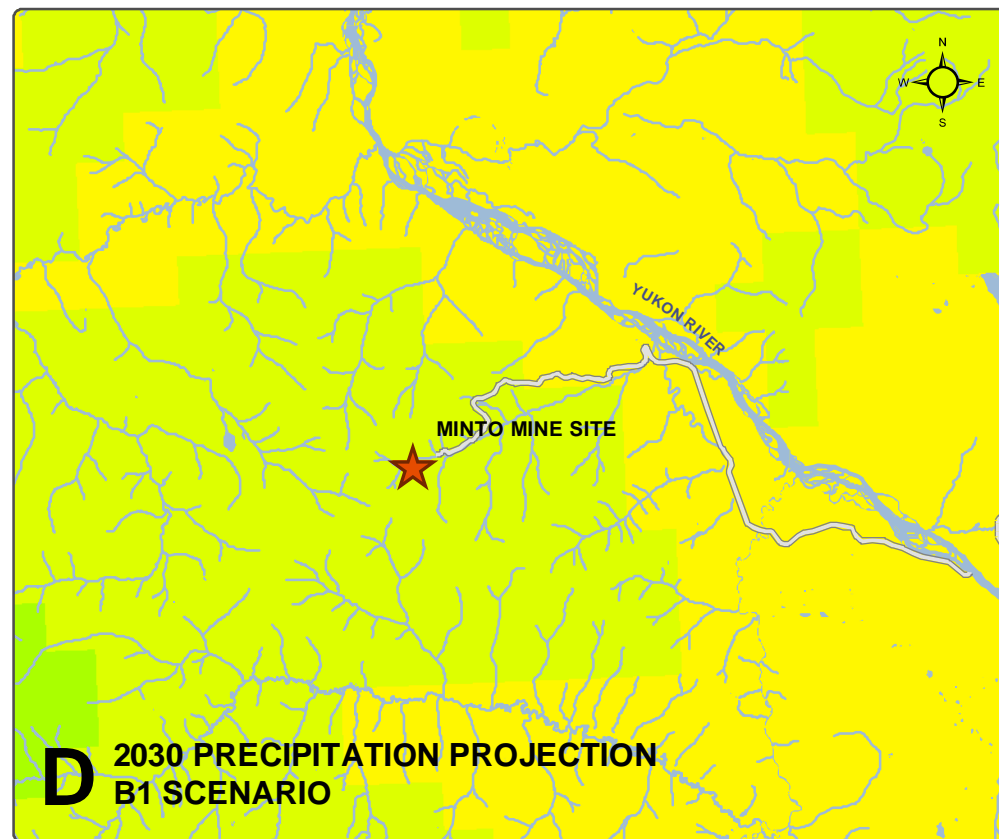 N
W E
S
YUKON RIVER
MINTO MINE SITE
D
2030 PRECIPITATION PROJECTION
B1 SCENARIO